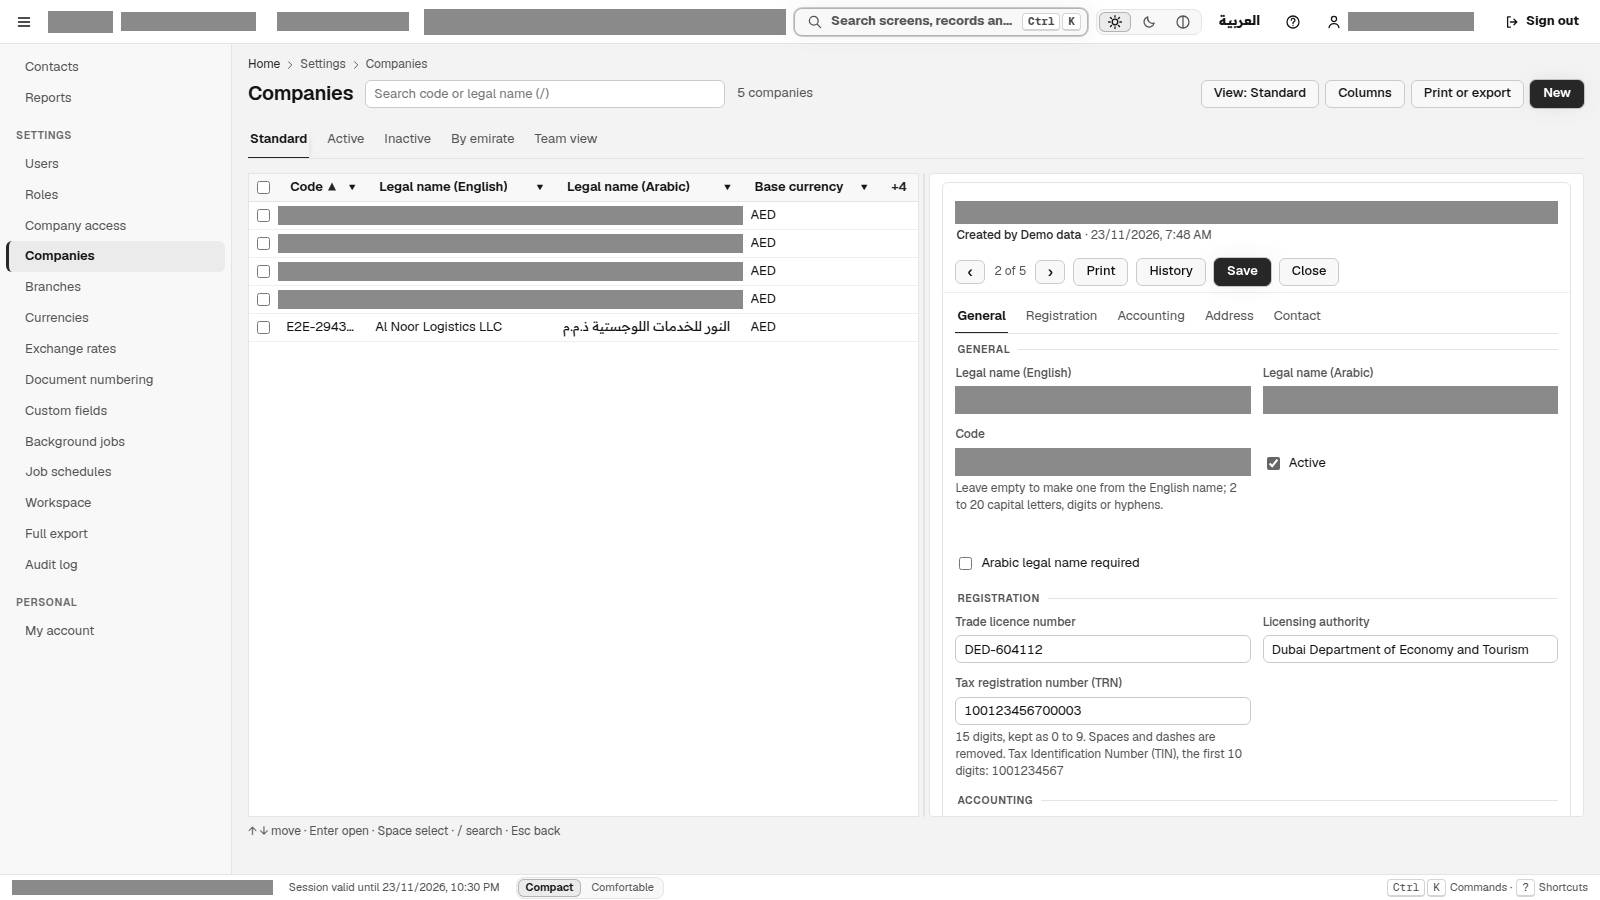 Search screens, records an... Ctrl K
العربية
Sign out
Contacts
Reports
SETTINGS
Users
Roles
Company access
Companies
Branches
Currencies
Exchange rates
Document numbering
Custom fields
Background jobs
Job schedules
Workspace
Full export
Audit log
PERSONAL
My account
Home > Settings > Companies
Companies
Search code or legal name (/)
5 companies
View: Standard
Columns
Print or export
New
Standard Active Inactive By emirate Team view
Code ▲ ▼ Legal name (English) ▼ Legal name (Arabic) ▼ Base currency ▼ +4
AED
AED
AED
AED
E2E-2943... Al Noor Logistics LLC النور للخدمات اللوجستية ذ.م.م AED
Created by Demo data · 23/11/2026, 7:48 AM
‹ 2 of 5 › Print History Save Close
General Registration Accounting Address Contact
GENERAL
Legal name (English) Legal name (Arabic)
Code
Active
Leave empty to make one from the English name; 2
to 20 capital letters, digits or hyphens.
Arabic legal name required
REGISTRATION
Trade licence number Licensing authority
DED-604112 Dubai Department of Economy and Tourism
Tax registration number (TRN)
100123456700003
15 digits, kept as 0 to 9. Spaces and dashes are
removed. Tax Identification Number (TIN), the first 10
digits: 1001234567
ACCOUNTING
↑ ↓ move · Enter open · Space select · / search · Esc back
Session valid until 23/11/2026, 10:30 PM
Compact Comfortable
Ctrl K Commands · ? Shortcuts